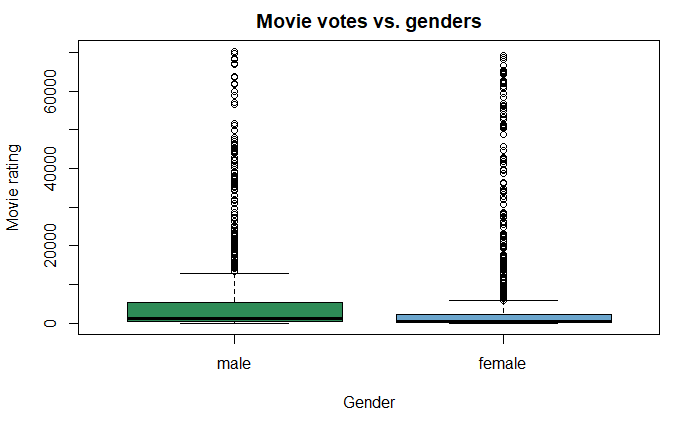 Movie votes vs. genders
Movie rating
60000
40000
20000
0
male
female
Gender